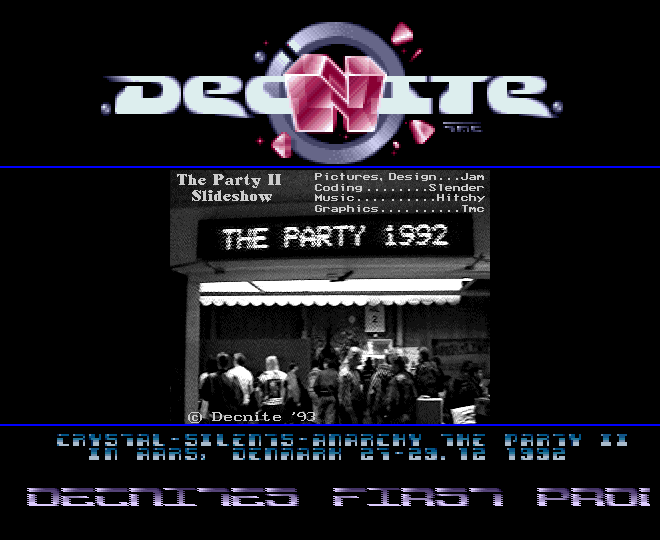 DecNite
TMC
The Party II
Slideshow
Pictures, Design...Jam
Coding........Slender
Music..........Hitchy
Graphics..........Tmc
THE PARTY 1992
© Decnite '93
CRYSTAL-SILENTS-ANARCHY THE PARTY II
IN AARS, DENMARK 27-29.12 1992
DECNITES FIRST PROD